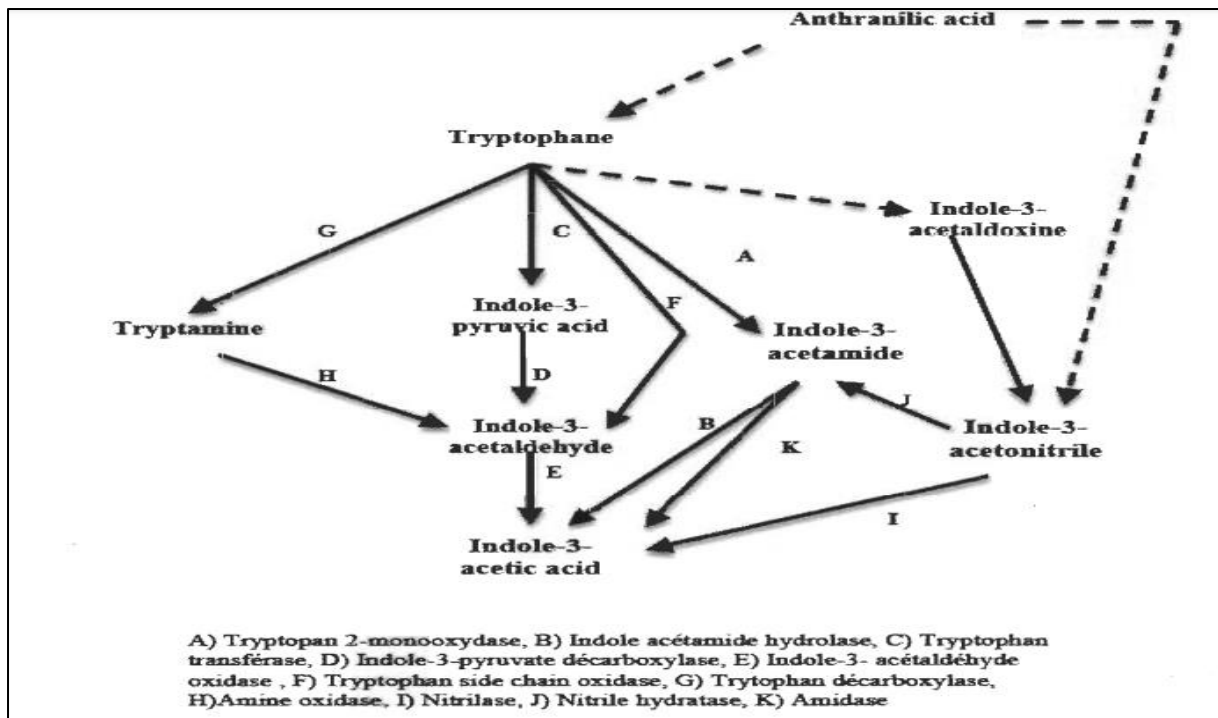 Anthranílic acid
Tryptophane
Indole-3-
acetaldoxine
G
C
A
F
Indole-3-
pyruvic acid
Tryptamine
Indole-3-
acetamide
H
D
J
Indole-3-
acetaldehyde
B
K
Indole-3-
acetonitrile
E
I
Indole-3-
acetic acid
A) Tryptopan 2-monooxydase, B) Indole acétamide hydrolase, C) Tryptophan
transférase, D) Indole-3-pyruvate décarboxylase, E) Indole-3- acétaldéhyde
oxidase , F) Tryptophan side chain oxidase, G) Trytophan décarboxylase,
H)Amine oxidase, I) Nitrilase, J) Nitrile hydratase, K) Amidase